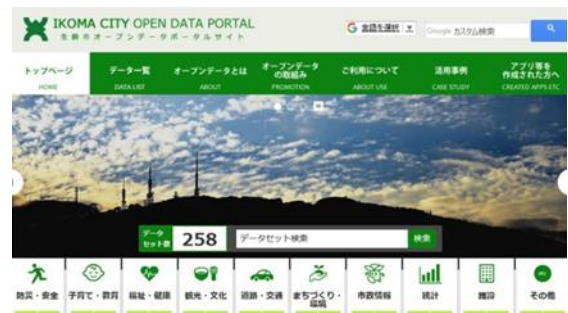 IKOMA CITY OPEN DATA PORTAL
生駒市オープンデータポータルサイト
言語を選択
Google カスタム検索
トップページ
HOME
データ一覧
DATA LIST
オープンデータとは
ABOUT
オープンデータ
の取組み
PROMOTION
ご利用について
ABOUT USE
活用事例
CASE STUDY
アプリ等を
作成された方へ
CREATED APPS ETC
データ
セット数
258
データセット検索
検索
防災・安全
子育て・教育
福祉・健康
観光・文化
道路・交通
まちづくり・
環境
市政情報
統計
施設
その他